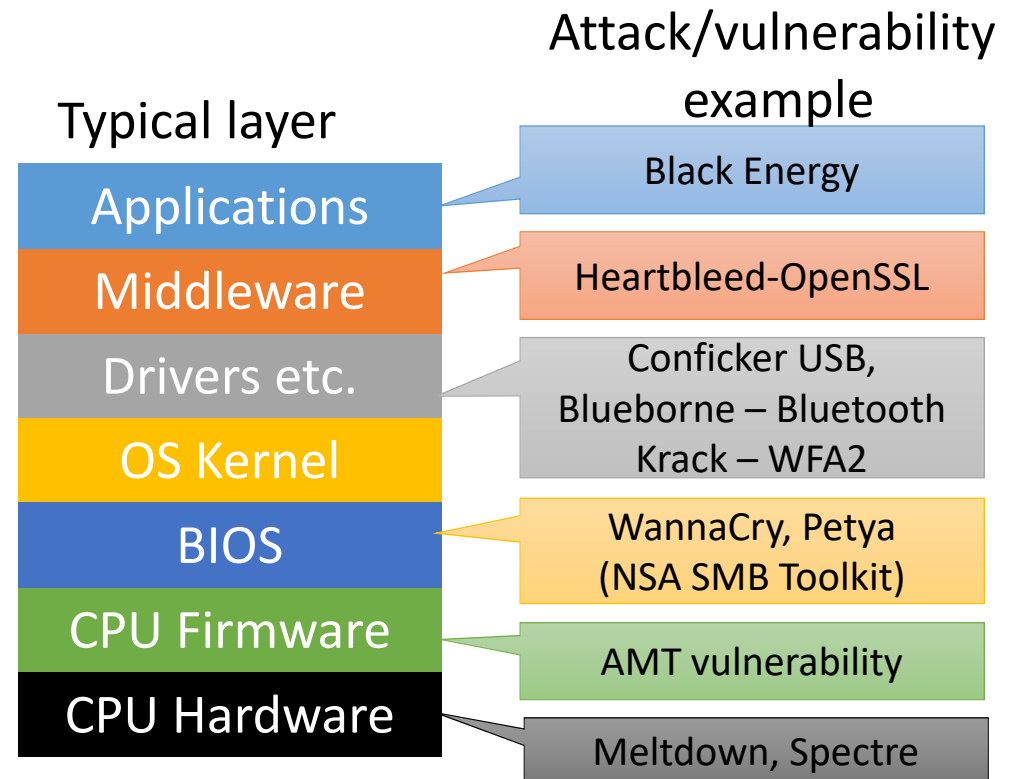 Attack/vulnerability
example
Typical layer
Applications
Middleware
Drivers etc.
OS Kernel
BIOS
CPU Firmware
CPU Hardware
Black Energy
Heartbleed-OpenSSL
Conficker USB,
Blueborne – Bluetooth
Krack – WFA2
WannaCry, Petya
(NSA SMB Toolkit)
AMT vulnerability
Meltdown, Spectre